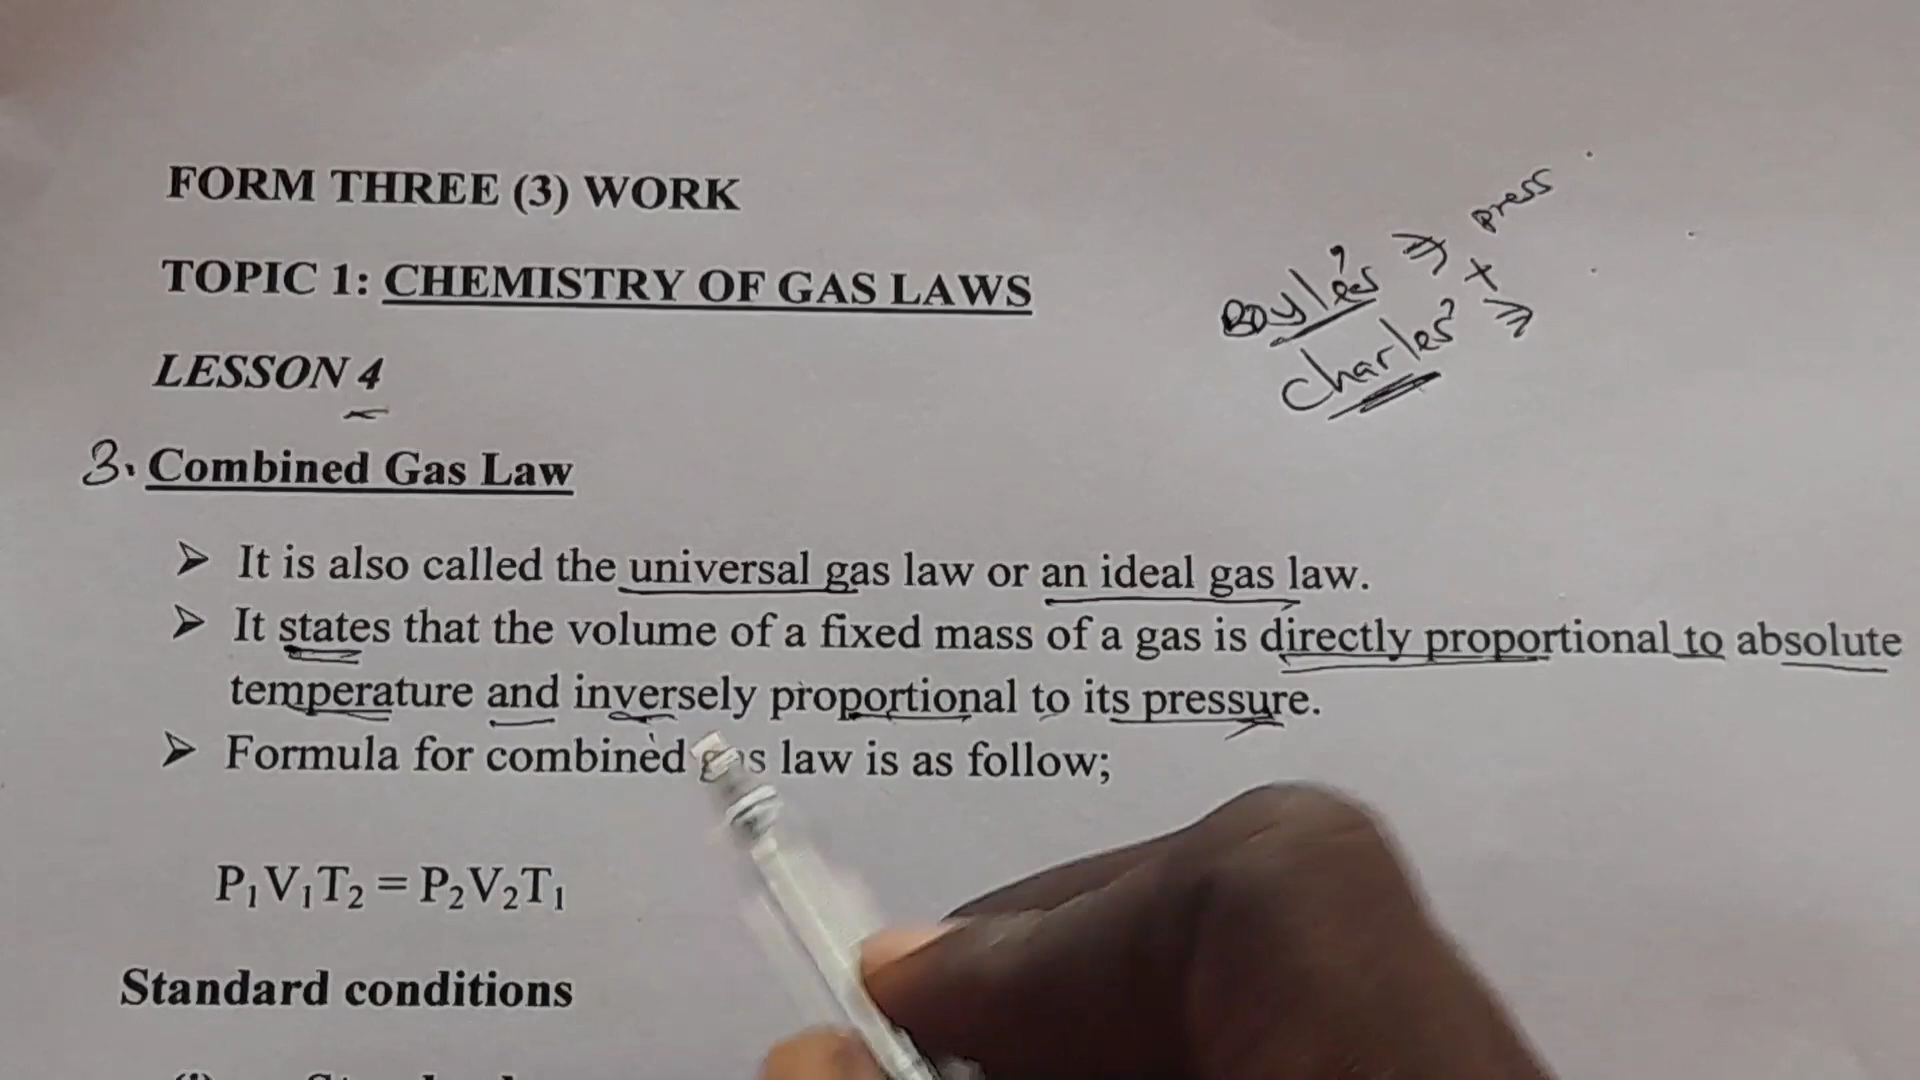 FORM THREE (3) WORK
TOPIC 1: CHEMISTRY OF GAS LAWS
LESSON 4
3. Combined Gas Law
➢ It is also called the universal gas law or an ideal gas law.
➢ It states that the volume of a fixed mass of a gas is directly proportional to absolute
temperature and inversely proportional to its pressure.
➢ Formula for combined gas law is as follow;
P₁V₁T₂ = P₂V₂T₁
Standard conditions
press
+
Charles'